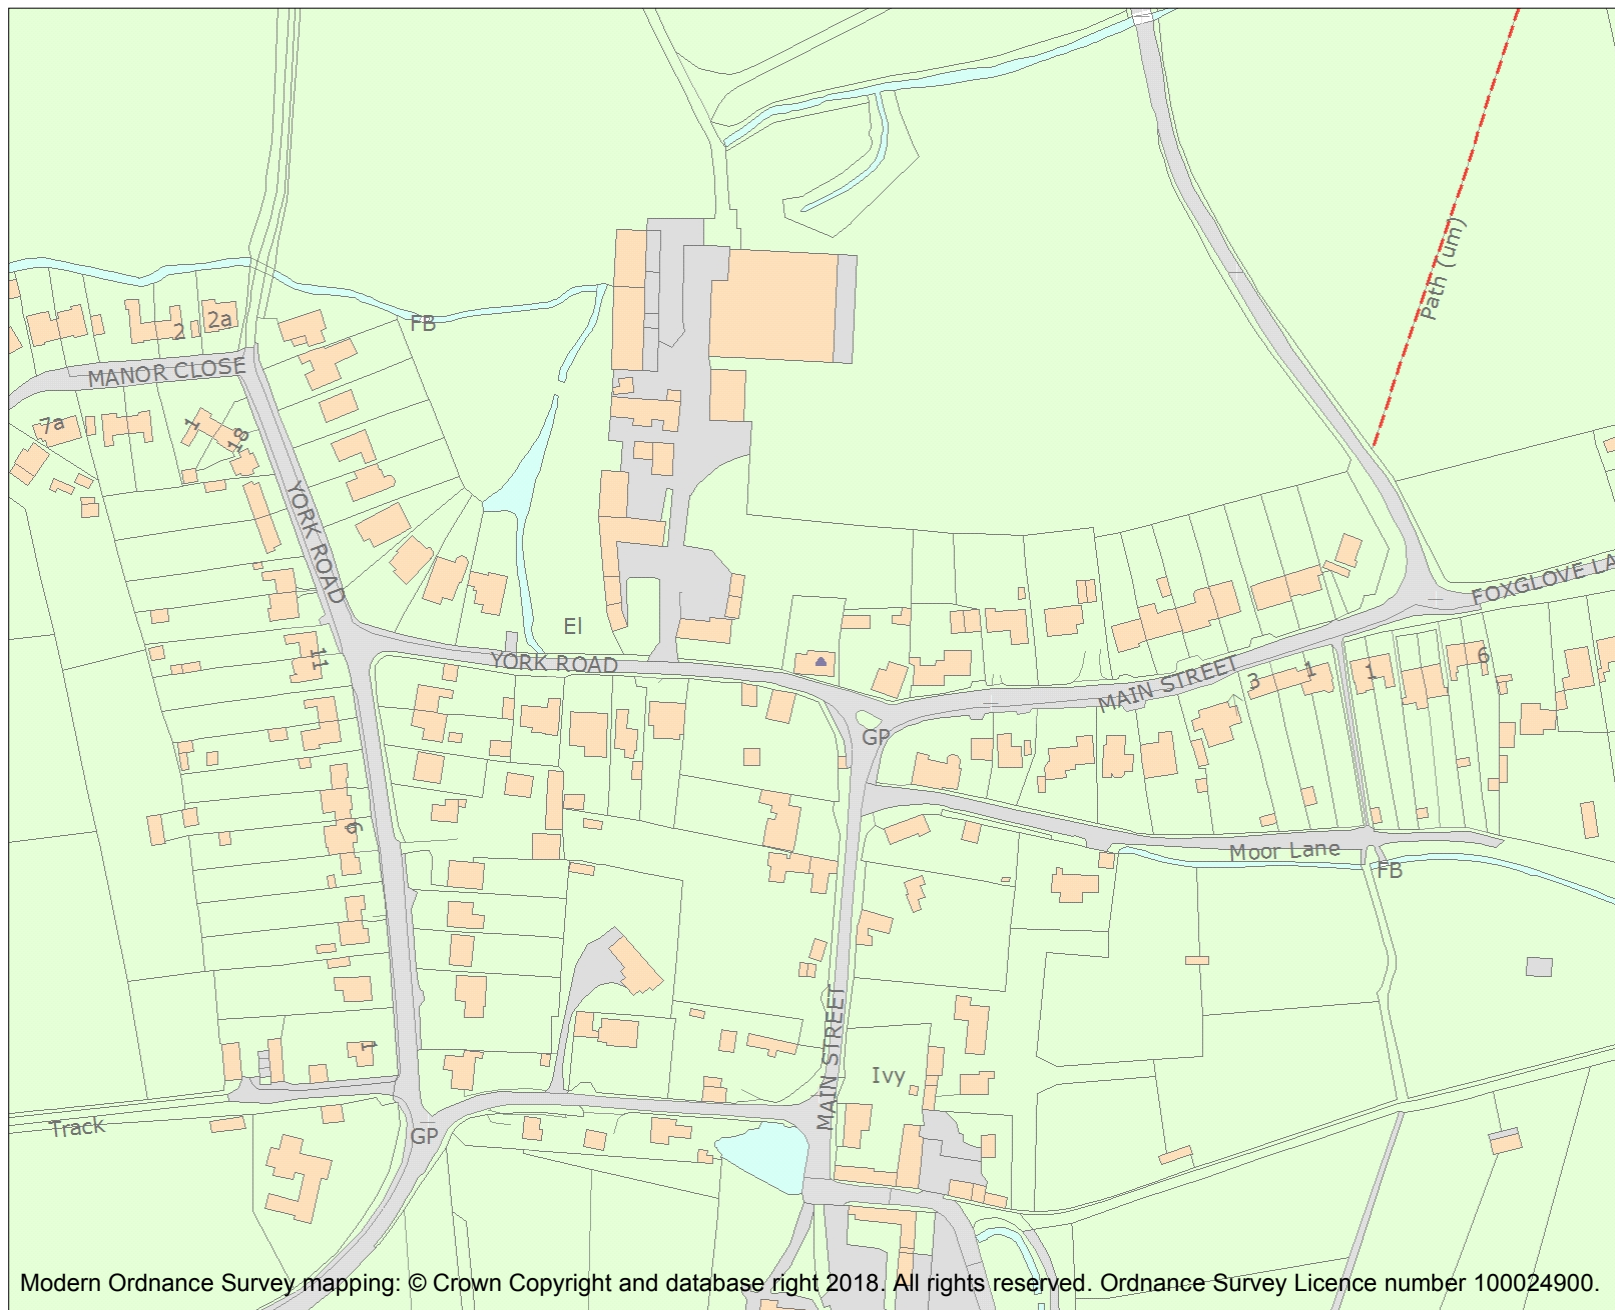 Path (um)
FB
2a
2
MANOR CLOSE
7a
1
18
YORK ROAD
FOXGLOVE LA
El
11
YORK ROAD
MAIN STREET
3
1
1
6
GP
9
Moor Lane
FB
MAIN STREET
1
Ivy
Track
GP
Modern Ordnance Survey mapping: © Crown Copyright and database right 2018. All rights reserved. Ordnance Survey Licence number 100024900.